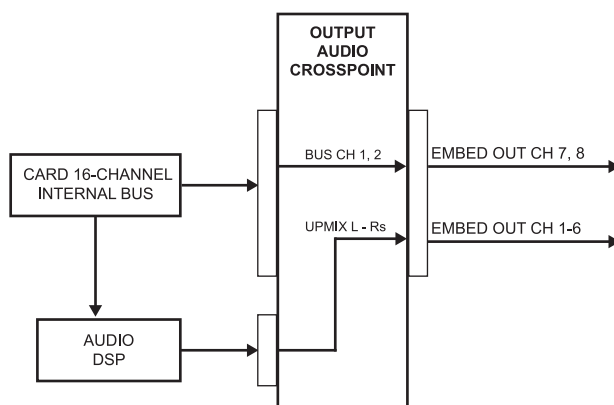 OUTPUT
AUDIO
CROSSPOINT
BUS CH 1, 2
EMBED OUT CH 7, 8
CARD 16-CHANNEL
INTERNAL BUS
UPMIX L - Rs
EMBED OUT CH 1-6
AUDIO
DSP